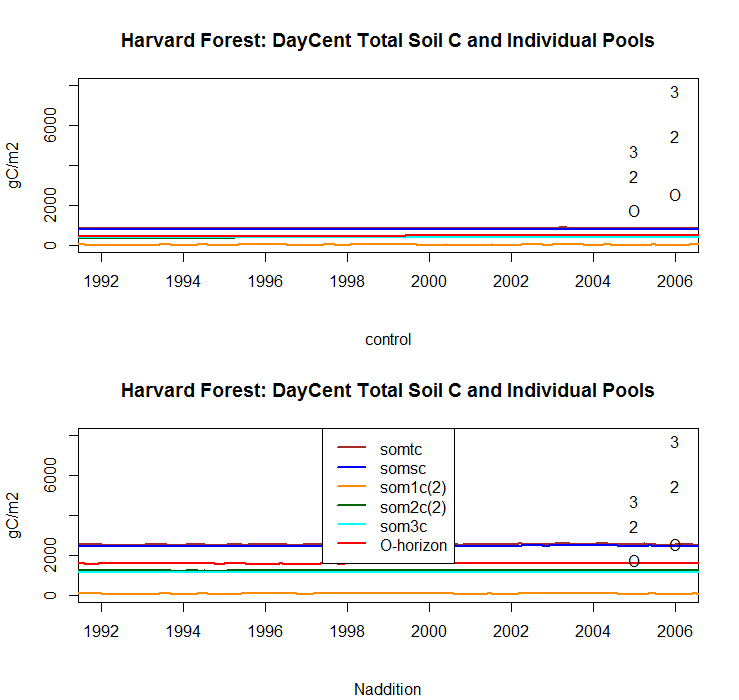 Harvard Forest: DayCent Total Soil C and Individual Pools
gC/m2
6000
2000
0
3
2
O
3
2
O
1992 1994 1996 1998 2000 2002 2004 2006
control
Harvard Forest: DayCent Total Soil C and Individual Pools
gC/m2
6000
2000
0
somtc
somsc
som1c(2)
som2c(2)
som3c
O-horizon
3
2
O
3
2
O
1992 1994 1996 1998 2000 2002 2004 2006
Naddition